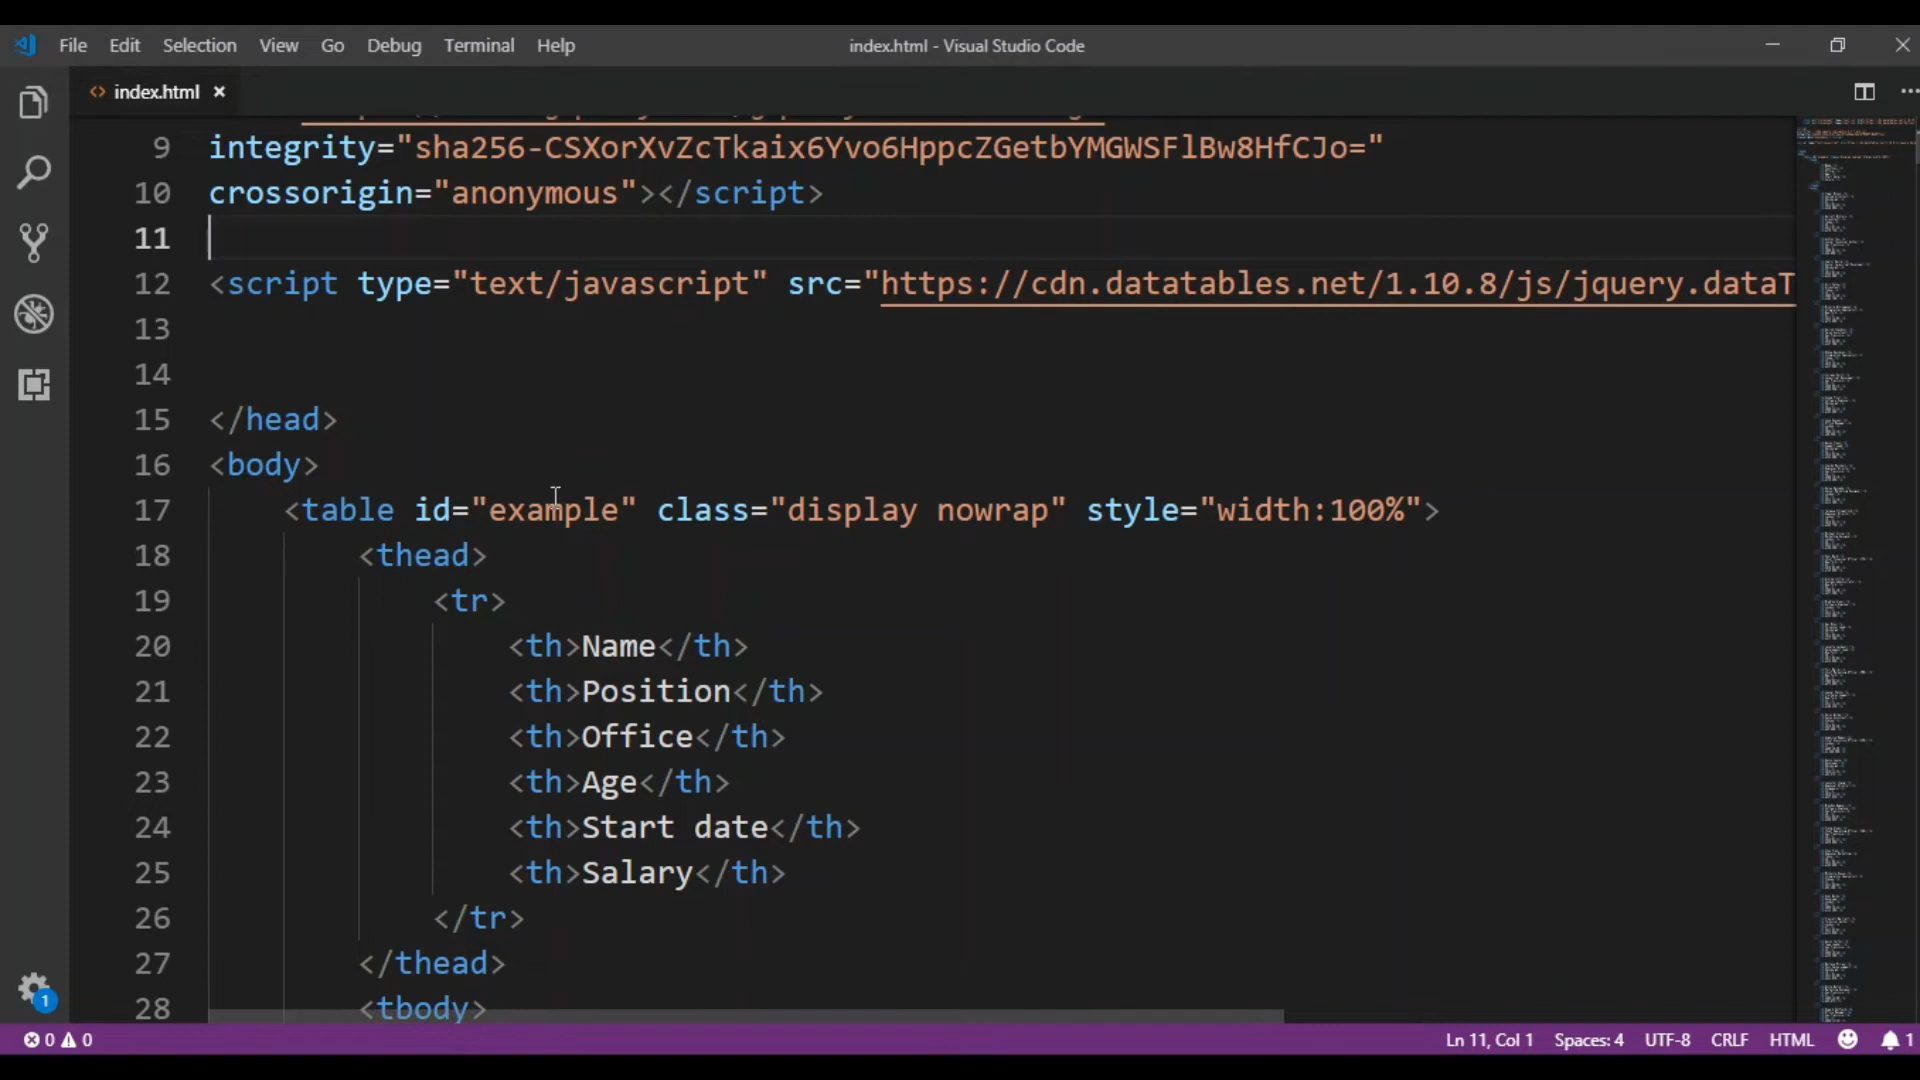 File Edit Selection View Go Debug Terminal Help
index.html - Visual Studio Code
index.html
9 integrity="sha256-CSXorXvZcTkaix6Yvo6HppcZGetbYMGWSFlBw8HfCJo="
10 crossorigin="anonymous"></script>
11
12 <script type="text/javascript" src="https://cdn.datatables.net/1.10.8/js/jquery.dataT
13
14
15 </head>
16 <body>
17 <table id="example" class="display nowrap" style="width:100%">
18 <thead>
19 <tr>
20 <th>Name</th>
21 <th>Position</th>
22 <th>Office</th>
23 <th>Age</th>
24 <th>Start date</th>
25 <th>Salary</th>
26 </tr>
27 </thead>
28 <tbody>
1
0 0
Ln 11, Col 1 Spaces: 4 UTF-8 CRLF HTML 1